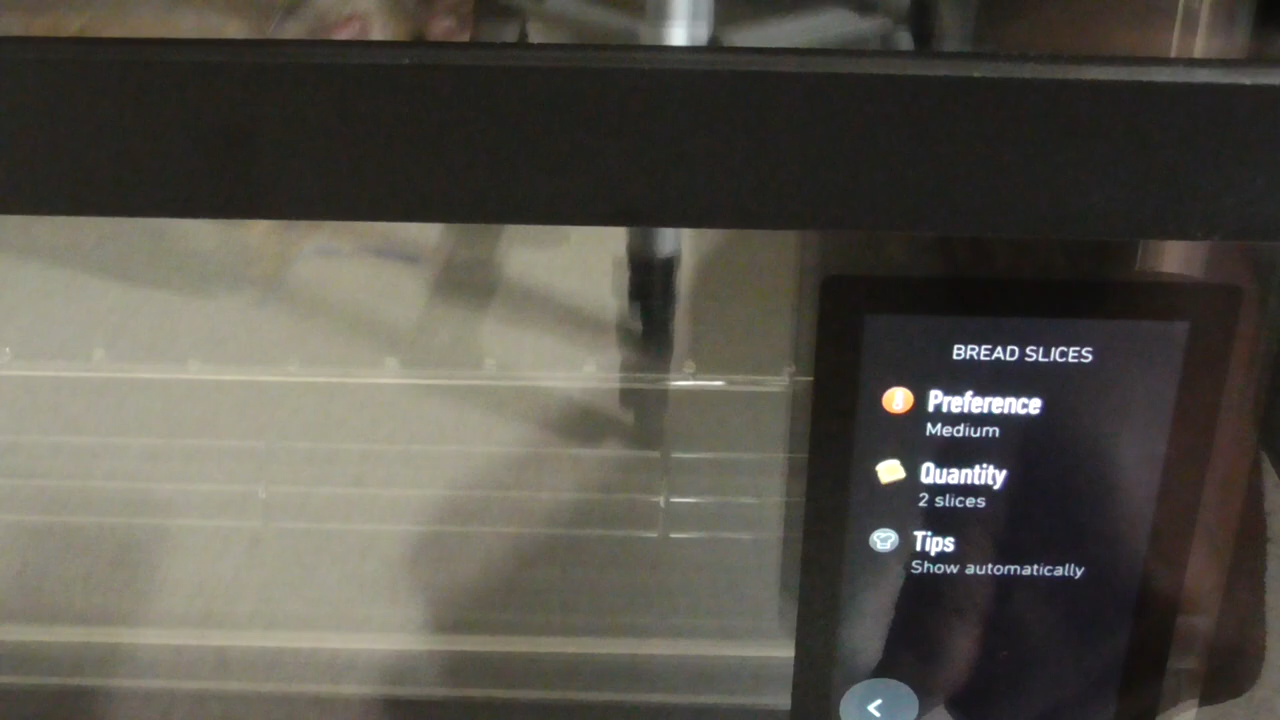 BREAD SLICES
Preference
Medium
Quantity
2 slices
Tips
Show automatically